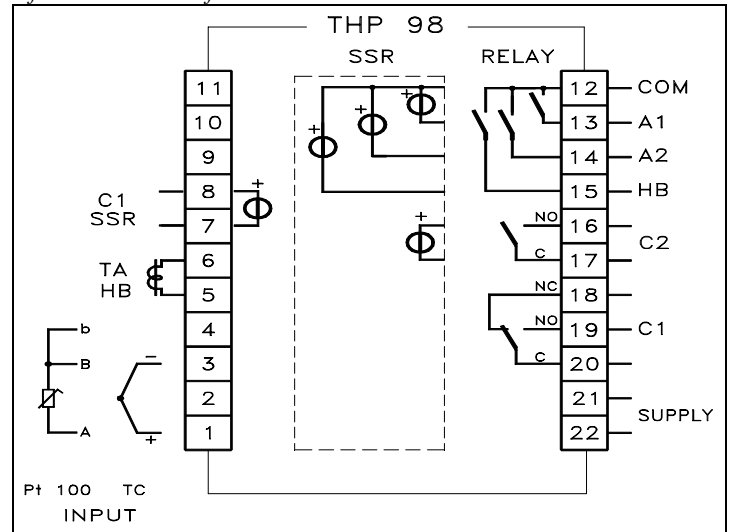 THP 98
SSR RELAY
11 12 COM
10 + + 13 A1
9 + 14 A2
8 + 15 HB
C1
SSR
7 + NO 16
C2
6 C 17
TA
HB
5 NC 18
4 NO 19 C1
b
3 C 20
B −
2 21
SUPPLY
1 22
A +
Pt 100 TC
INPUT